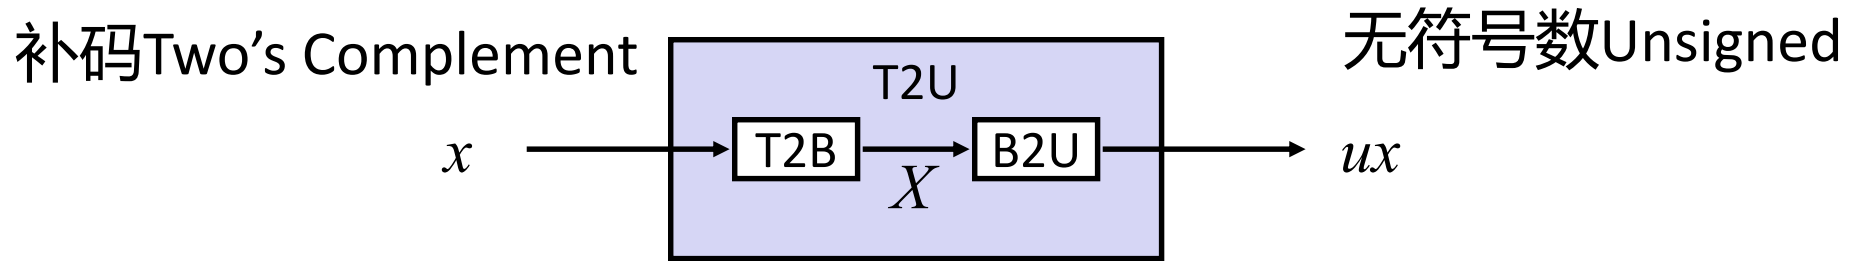 补码Two’s Complement
无符号数Unsigned
T2U
x
T2B
X
B2U
ux